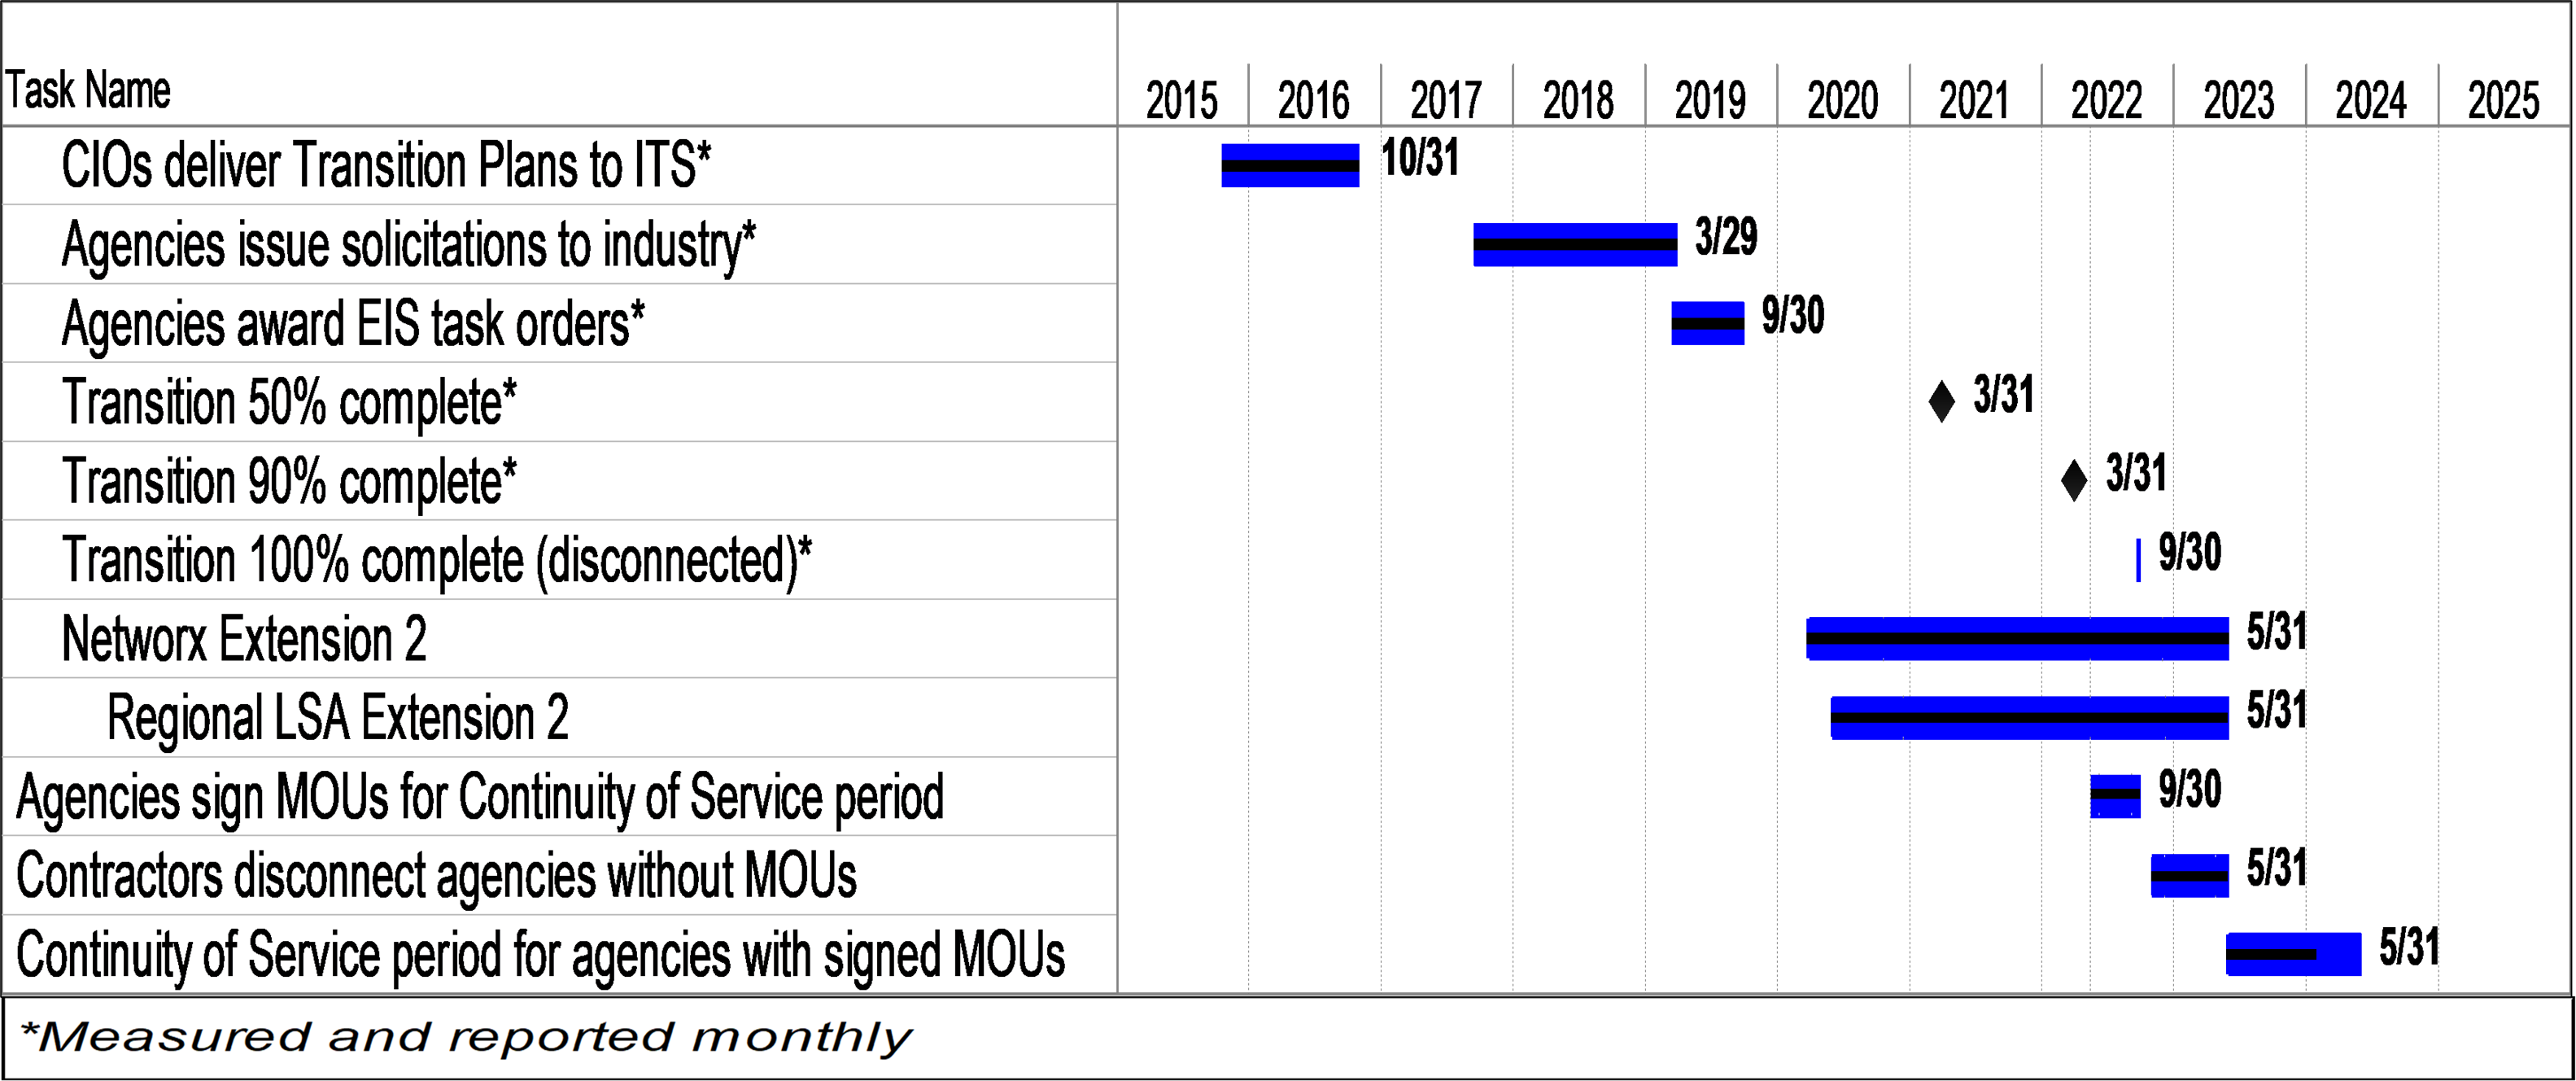 Task Name 2015 2016 2017 2018 2019 2020 2021 2022 2023 2024 2025
CIOs deliver Transition Plans to ITS* 10/31
Agencies issue solicitations to industry* 3/29
Agencies award EIS task orders* 9/30
Transition 50% complete* 3/31
Transition 90% complete* 3/31
Transition 100% complete (disconnected)* 9/30
Networx Extension 2 5/31
Regional LSA Extension 2 5/31
Agencies sign MOUs for Continuity of Service period 9/30
Contractors disconnect agencies without MOUs 5/31
Continuity of Service period for agencies with signed MOUs 5/31
*Measured and reported monthly